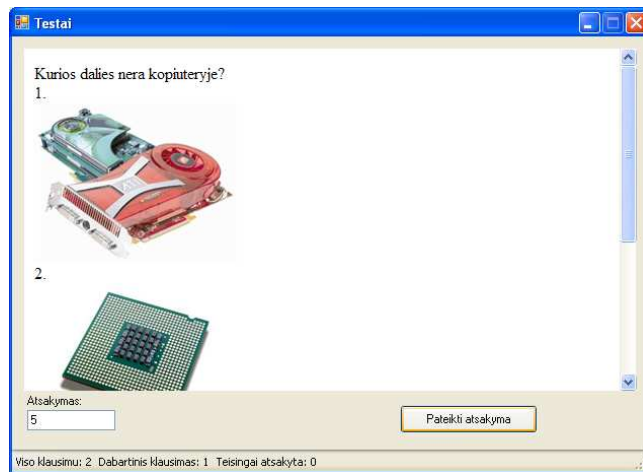 Testai
Kurios dalies nera kopiuteryje?
1.
ATI
2.
Atsakymas:
5
Pateikti atsakyma
Viso klausimu: 2 Dabartinis klausimas: 1 Teisingai atsakyta: 0